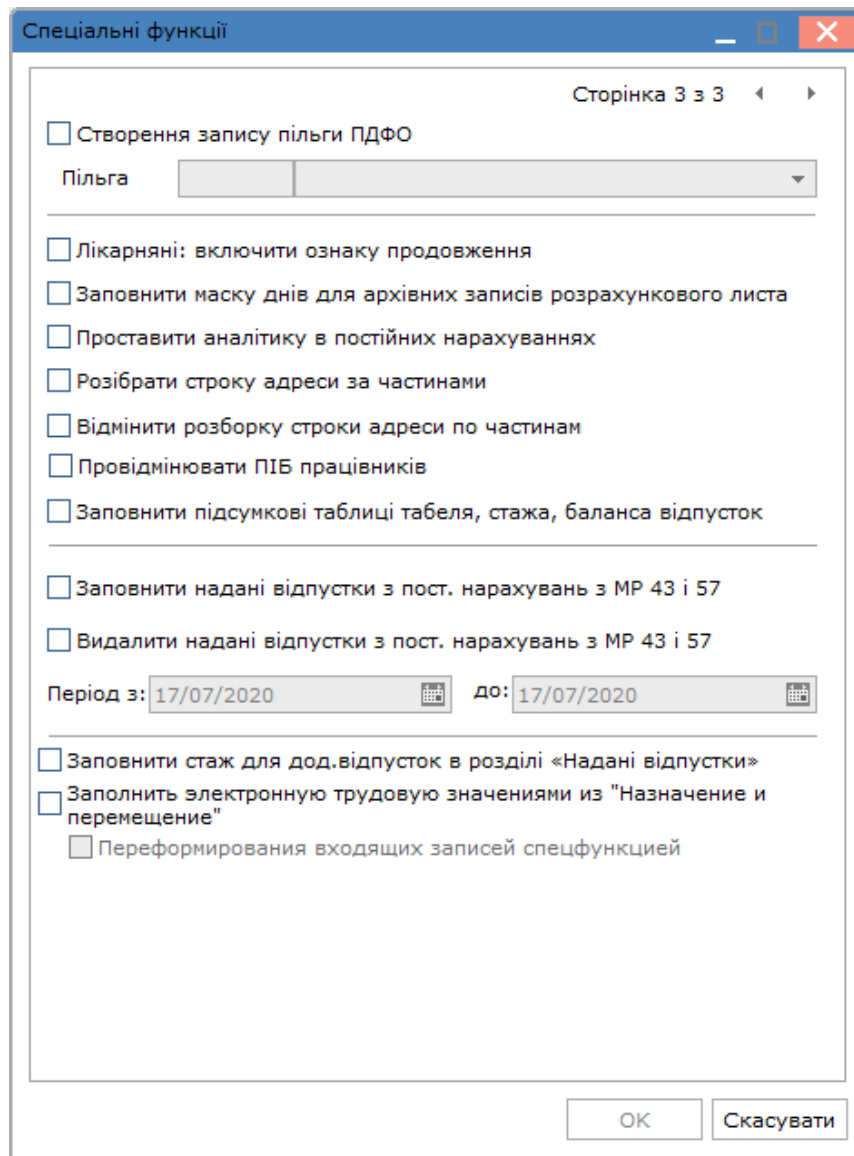 Спеціальні функції
Сторінка 3 з 3
Створення запису пільги ПДФО
Пільга
Лікарняні: включити ознаку продовження
Заповнити маску днів для архівних записів розрахункового листа
Проставити аналітику в постійних нарахуваннях
Розібрати строку адреси за частинами
Відмінити розборку строки адреси по частинам
Провідмінювати ПІБ працівників
Заповнити підсумкові таблиці табеля, стажа, баланса відпусток
Заповнити надані відпустки з пост. нарахувань з МР 43 і 57
Видалити надані відпустки з пост. нарахувань з МР 43 і 57
Період з: 17/07/2020 до: 17/07/2020
Заповнити стаж для дод.відпусток в розділі «Надані відпустки»
Заполнить электронную трудовую значениями из "Назначение и
перемещение"
Переформирования входящих записей спецфункцией
OK Скасувати